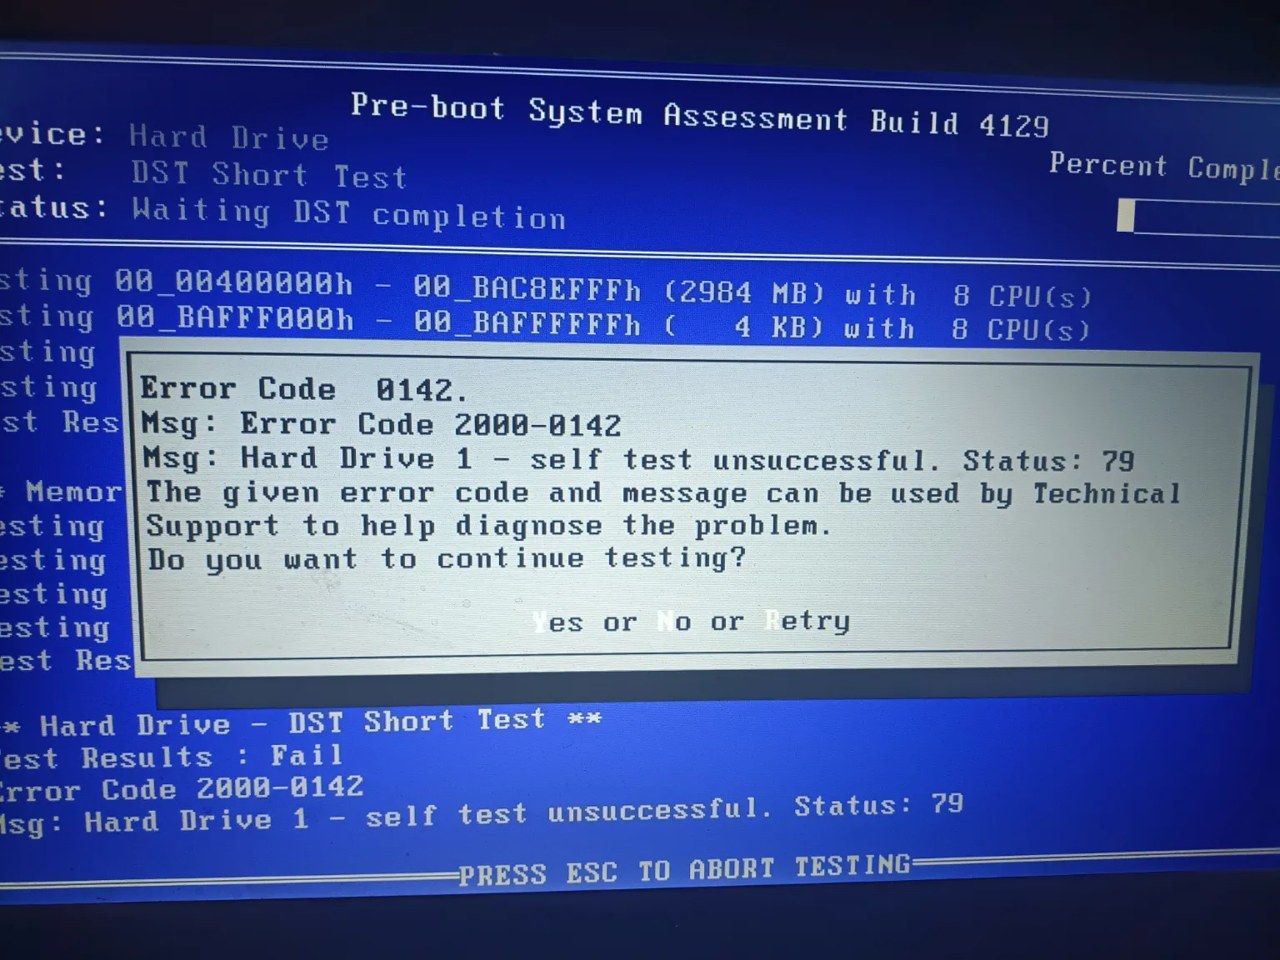 Pre-boot System Assessment Build 4129
vice: Hard Drive
est: DST Short Test
Percent Comple
atus: Waiting DST completion
sting 00_00400000h - 00_BAC8EFFFh (2984 MB) with 8 CPU(s)
sting 00_BAFFF000h - 00_BAFFFFFFh ( 4 KB) with 8 CPU(s)
sting
sting
st Res
* Memor
esting
esting
esting
esting
est Res
Error Code 0142.
Msg: Error Code 2000-0142
Msg: Hard Drive 1 - self test unsuccessful. Status: 79
The given error code and message can be used by Technical
Support to help diagnose the problem.
Do you want to continue testing?
Yes or No or Retry
* Hard Drive - DST Short Test **
est Results : Fail
rror Code 2000-0142
Msg: Hard Drive 1 - self test unsuccessful. Status: 79
PRESS ESC TO ABORT TESTING